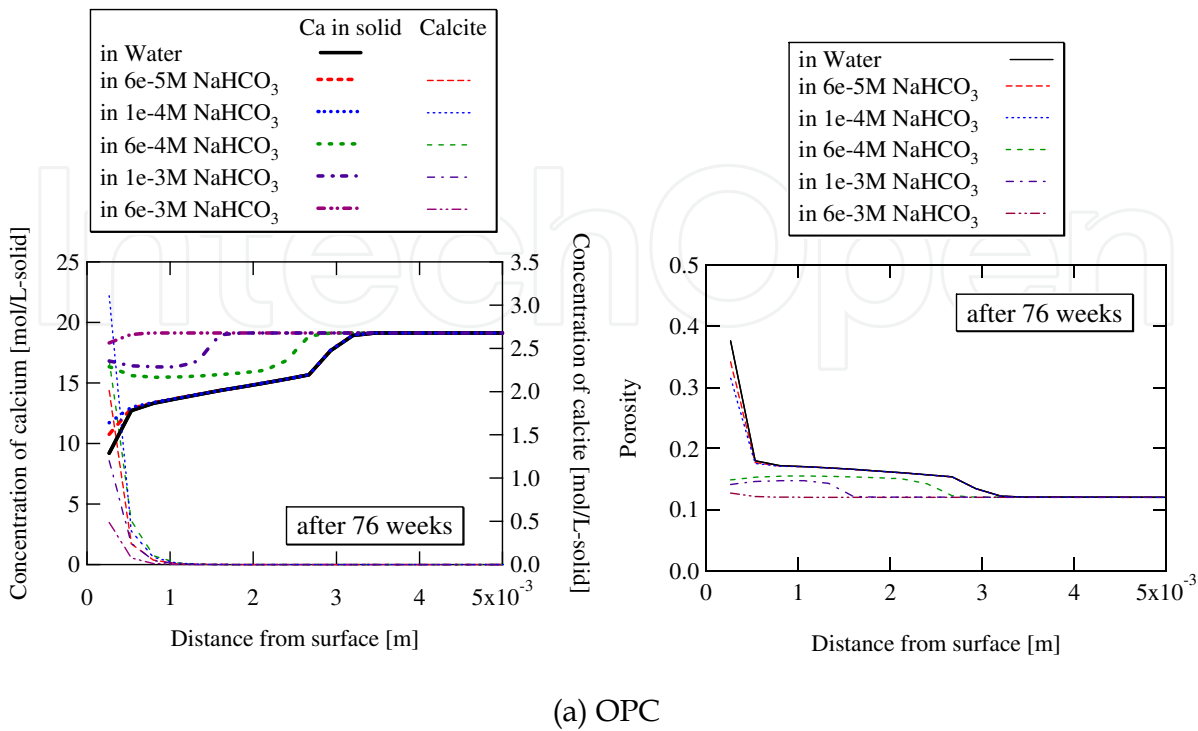 Ca in solid Calcite
in Water
in 6e-5M NaHCO₃
in 1e-4M NaHCO₃
in 6e-4M NaHCO₃
in 1e-3M NaHCO₃
in 6e-3M NaHCO₃
Concentration of calcium [mol/L-solid]
25
20
15
10
5
0
3.5
3.0
2.5
2.0
1.5
1.0
0.5
0.0
Concentration of calcite [mol/L-solid]
after 76 weeks
0 1 2 3 4 5x10⁻³
Distance from surface [m]
in Water
in 6e-5M NaHCO₃
in 1e-4M NaHCO₃
in 6e-4M NaHCO₃
in 1e-3M NaHCO₃
in 6e-3M NaHCO₃
Porosity
0.5
0.4
0.3
0.2
0.1
0.0
after 76 weeks
0 1 2 3 4 5x10⁻³
Distance from surface [m]
(a) OPC
IntechOpen